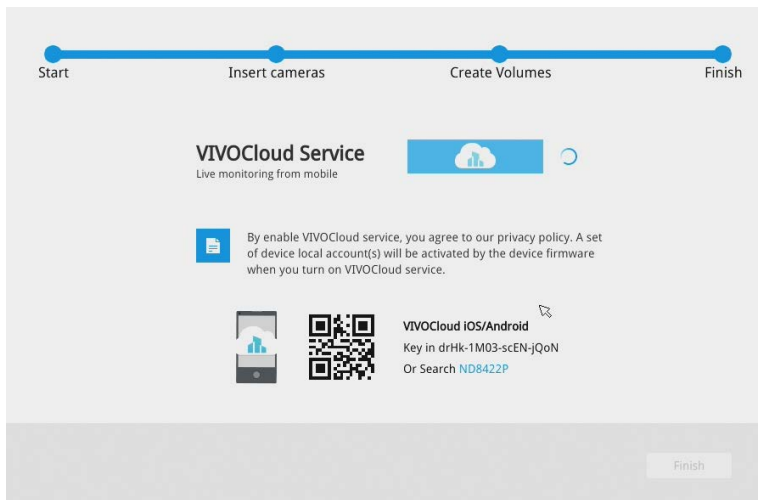 Start Insert cameras Create Volumes Finish
VIVOCloud Service
Live monitoring from mobile
By enable VIVOCloud service, you agree to our privacy policy. A set
of device local account(s) will be activated by the device firmware
when you turn on VIVOCloud service.
VIVOCloud iOS/Android
Key in drHk-1M03-scEN-jQoN
Or Search ND8422P
Finish